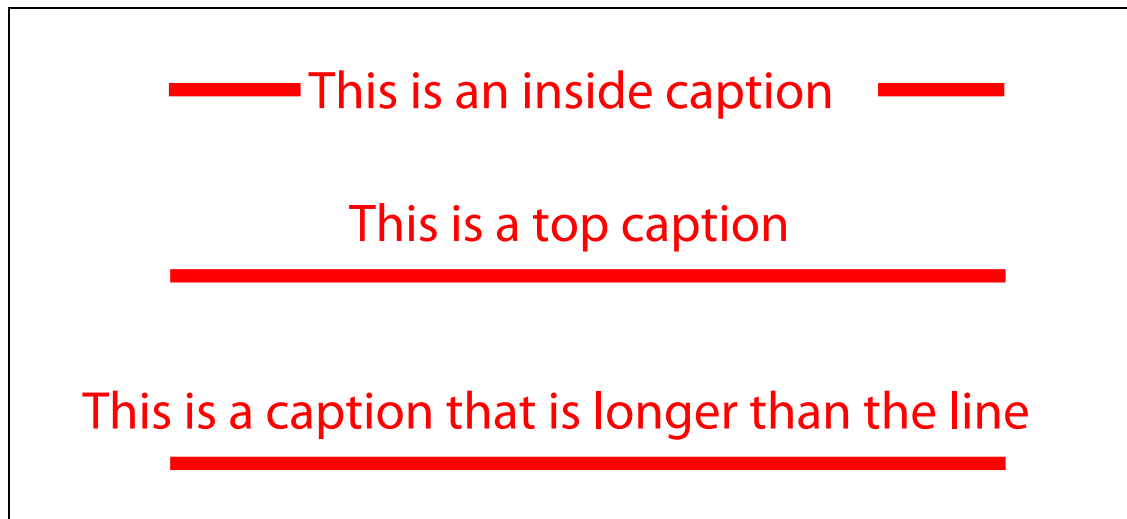 This is an inside caption
This is a top caption
This is a caption that is longer than the line